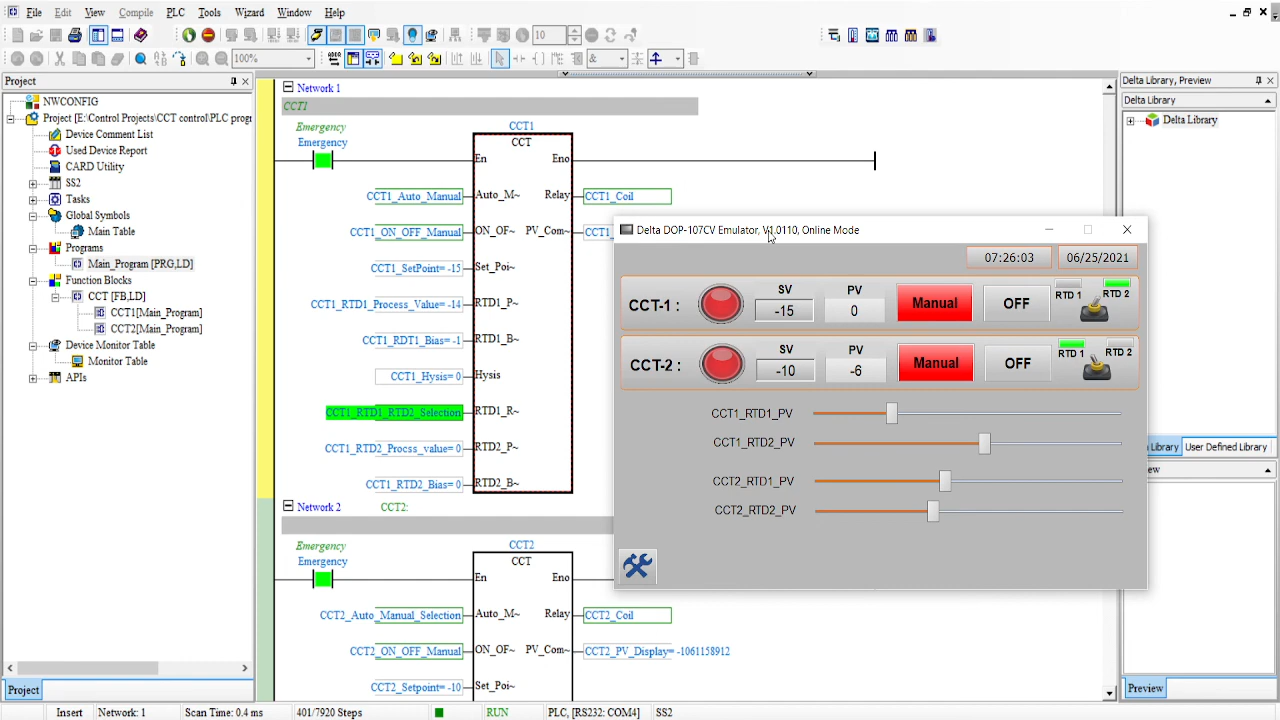 File Edit View Compile PLC Tools Wizard Window Help
10
100%
&
Project
NWCONFIG
Project [E:\Control Projects\CCT control\PLC progr
Device Comment List
Used Device Report
CARD Utility
SS2
Tasks
Global Symbols
Main Table
Programs
Main_Program [PRG,LD]
Function Blocks
CCT [FB,LD]
CCT1[Main_Program]
CCT2[Main_Program]
Device Monitor Table
Monitor Table
APIs
Project
Network 1
CCT1
Emergency
Emergency
CCT1
CCT
En Eno
CCT1_Auto_Manual Auto_M~ Relay CCT1_Coil
CCT1_ON_OFF_Manual ON_OF~ PV_Com~ CCT1_
CCT1_SetPoint= -15 Set_Poi~
CCT1_RTD1_Process_Value= -14 RTD1_P~
CCT1_RDT1_Bias= -1 RTD1_B~
CCT1_Hysis= 0 Hysis
CCT1_RTD1_RTD2_Selection RTD1_R~
CCT1_RTD2_Procss_value= 0 RTD2_P~
CCT1_RTD2_Bias= 0 RTD2_B~
Network 2 CCT2:
Emergency
Emergency
CCT2
CCT
En Eno
CCT2_Auto_Manual_Selection Auto_M~ Relay CCT2_Coil
CCT2_ON_OFF_Manual ON_OF~ PV_Com~ CCT2_PV_Display= -1061158912
CCT2_Setpoint= -10 Set_Poi~
Delta DOP-107CV Emulator, V1.0110, Online Mode
07:26:03 06/25/2021
CCT-1 : SV -15 PV 0 Manual OFF RTD 1 RTD 2
CCT-2 : SV -10 PV -6 Manual OFF RTD 1 RTD 2
CCT1_RTD1_PV
CCT1_RTD2_PV
CCT2_RTD1_PV
CCT2_RTD2_PV
Delta Library, Preview
Delta Library
Delta Library
Library User Defined Library
ew
Preview
Insert Network: 1 Scan Time: 0.4 ms 401/7920 Steps RUN PLC, [RS232: COM4] SS2